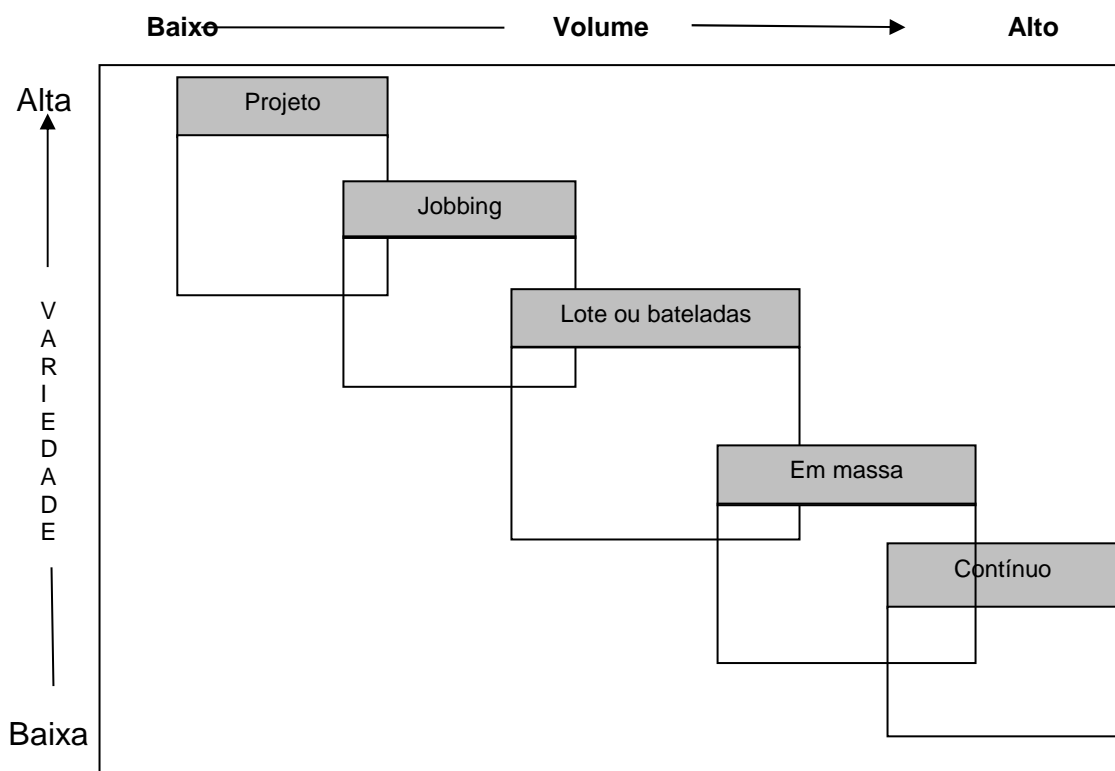 Baixo Volume Alto
Alta
Projeto
Jobbing
Lote ou bateladas
V
A
R
I
E
D
A
D
E
Em massa
Contínuo
Baixa